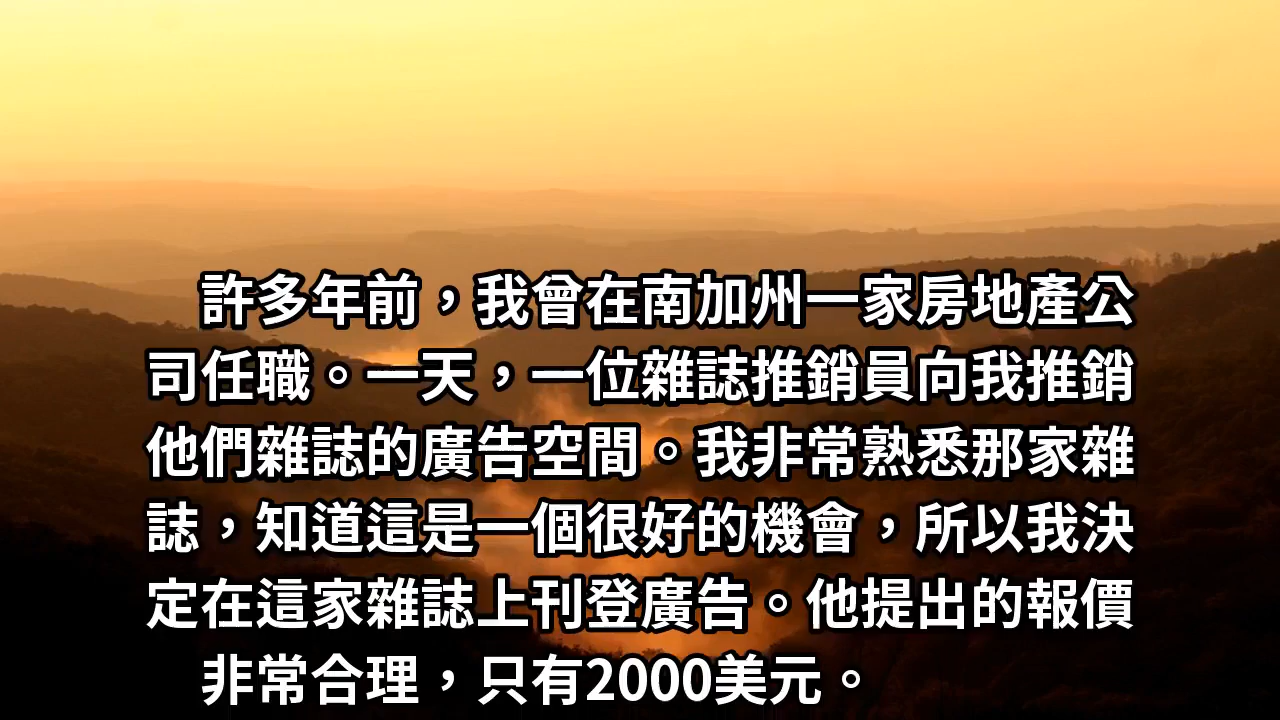 許多年前，我曾在南加州一家房地產公
司任職。一天，一位雜誌推銷員向我推銷
他們雜誌的廣告空間。我非常熟悉那家雜
誌，知道這是一個很好的機會，所以我決
定在這家雜誌上刊登廣告。他提出的報價
非常合理，只有2000美元。